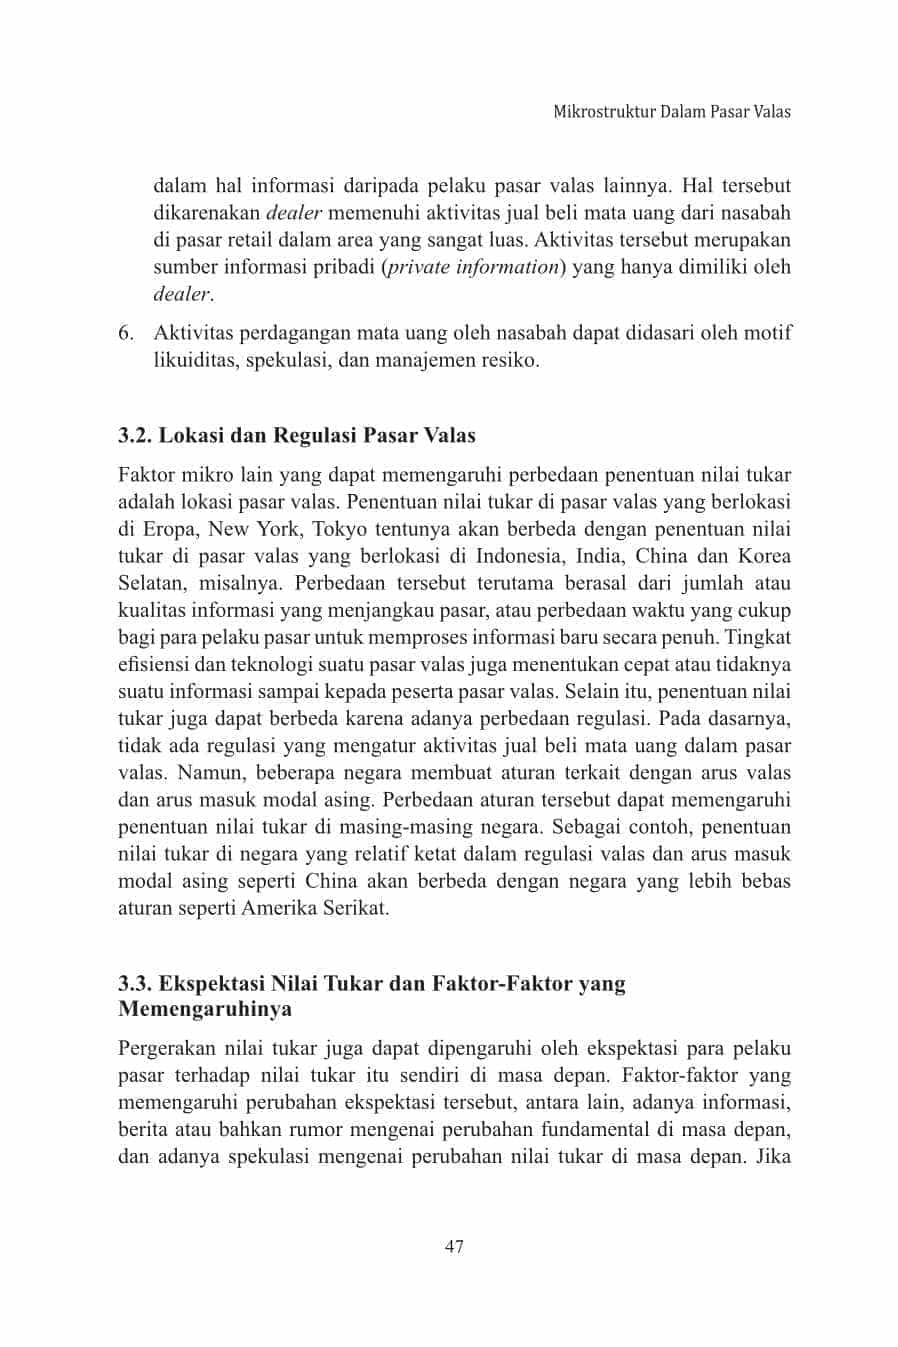 Mikrostruktur Dalam Pasar Valas
dalam hal informasi daripada pelaku pasar valas lainnya. Hal tersebut
dikarenakan dealer memenuhi aktivitas jual beli mata uang dari nasabah
di pasar retail dalam area yang sangat luas. Aktivitas tersebut merupakan
sumber informasi pribadi (private information) yang hanya dimiliki oleh
dealer.
6. Aktivitas perdagangan mata uang oleh nasabah dapat didasari oleh motif
likuiditas, spekulasi, dan manajemen resiko.
3.2. Lokasi dan Regulasi Pasar Valas
Faktor mikro lain yang dapat memengaruhi perbedaan penentuan nilai tukar
adalah lokasi pasar valas. Penentuan nilai tukar di pasar valas yang berlokasi
di Eropa, New York, Tokyo tentunya akan berbeda dengan penentuan nilai
tukar di pasar valas yang berlokasi di Indonesia, India, China dan Korea
Selatan, misalnya. Perbedaan tersebut terutama berasal dari jumlah atau
kualitas informasi yang menjangkau pasar, atau perbedaan waktu yang cukup
bagi para pelaku pasar untuk memproses informasi baru secara penuh. Tingkat
efisiensi dan teknologi suatu pasar valas juga menentukan cepat atau tidaknya
suatu informasi sampai kepada peserta pasar valas. Selain itu, penentuan nilai
tukar juga dapat berbeda karena adanya perbedaan regulasi. Pada dasarnya,
tidak ada regulasi yang mengatur aktivitas jual beli mata uang dalam pasar
valas. Namun, beberapa negara membuat aturan terkait dengan arus valas
dan arus masuk modal asing. Perbedaan aturan tersebut dapat memengaruhi
penentuan nilai tukar di masing-masing negara. Sebagai contoh, penentuan
nilai tukar di negara yang relatif ketat dalam regulasi valas dan arus masuk
modal asing seperti China akan berbeda dengan negara yang lebih bebas
aturan seperti Amerika Serikat.
3.3. Ekspektasi Nilai Tukar dan Faktor-Faktor yang
Memengaruhinya
Pergerakan nilai tukar juga dapat dipengaruhi oleh ekspektasi para pelaku
pasar terhadap nilai tukar itu sendiri di masa depan. Faktor-faktor yang
memengaruhi perubahan ekspektasi tersebut, antara lain, adanya informasi,
berita atau bahkan rumor mengenai perubahan fundamental di masa depan,
dan adanya spekulasi mengenai perubahan nilai tukar di masa depan. Jika
47